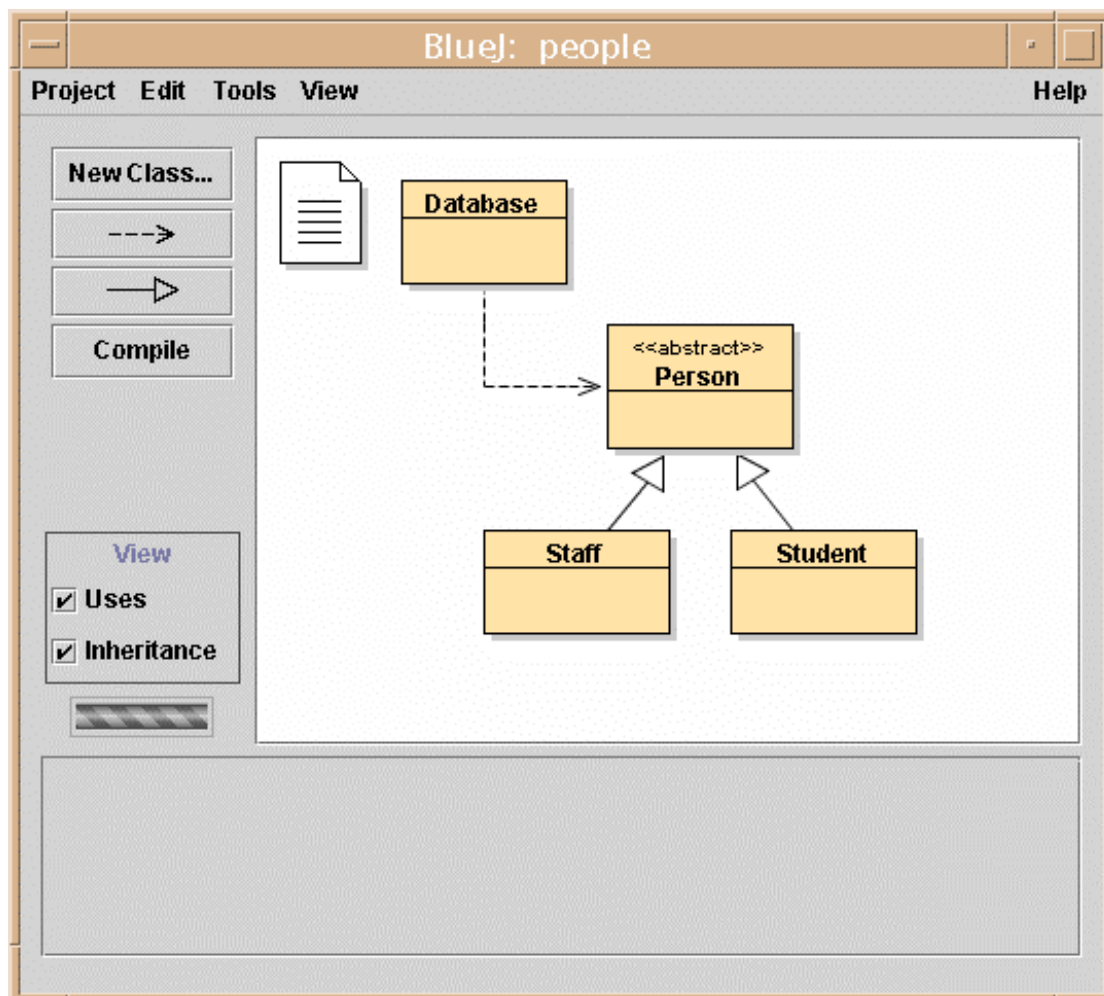 BlueJ: people
Project Edit Tools View Help
New Class...
Compile
View
Uses
Inheritance
Database
<<abstract>>
Person
Staff
Student